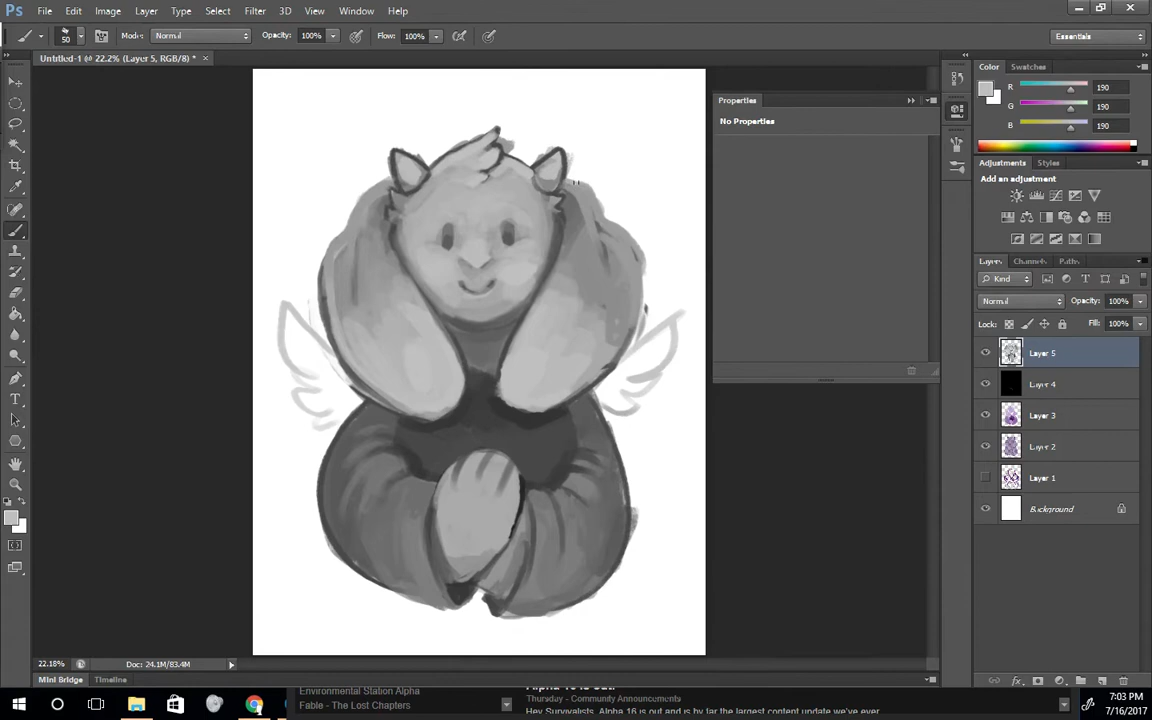 Ps File Edit Image Layer Type Select Filter 3D View Window Help
50 Mode: Normal Opacity: 100% Flow: 100% Essentials
Untitled-1 @ 22.2% (Layer 5, RGB/8) * ×
Color Swatches
R 190
G 190
B 190
Properties
No Properties
Adjustments Styles
Add an adjustment
Layers Channels Paths
Kind
Normal Opacity: 100%
Lock: Fill: 100%
Layer 5
Layer 4
Layer 3
Layer 2
Layer 1
Background
22.18% Doc: 24.1M/83.4M
Mini Bridge Timeline
Environmental Station Alpha
Fable - The Lost Chapters
Alpha 16 is out!
Thursday - Community Announcements
Hey Survivalists, Alpha 16 is out and is by far the largest content update we've ever
7:03 PM
7/16/2017